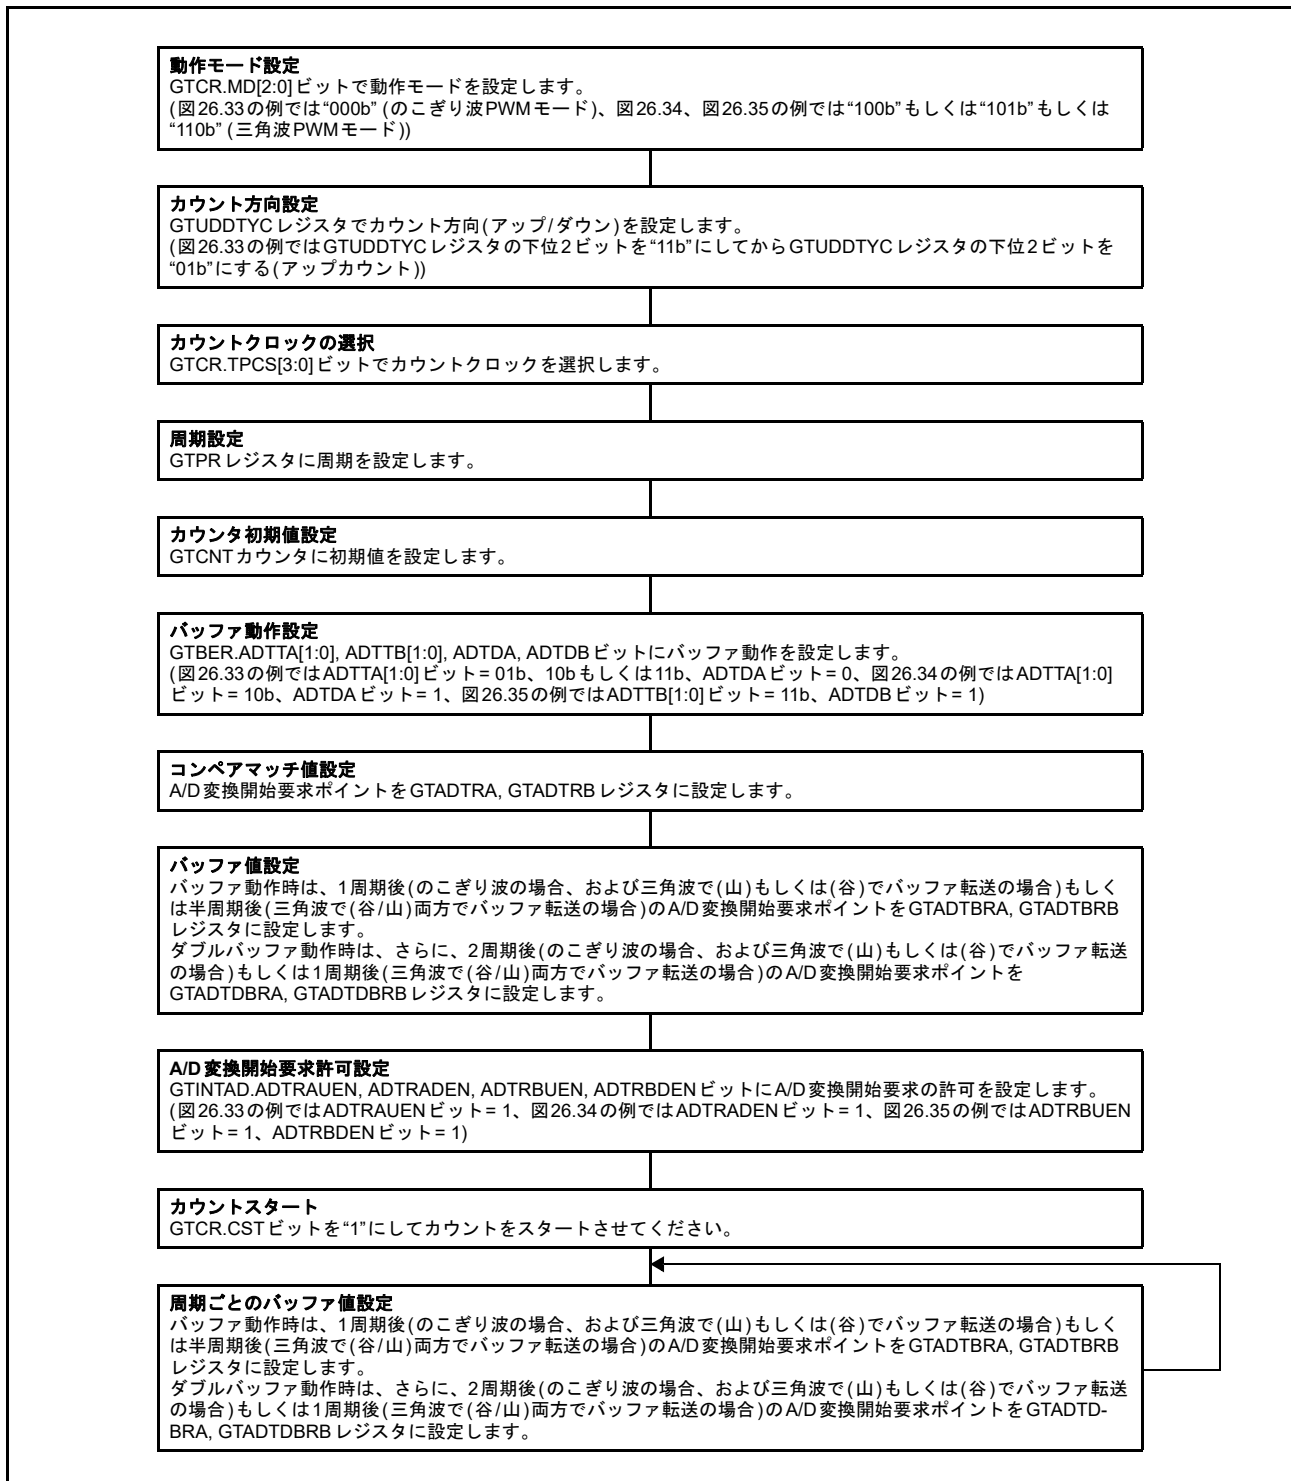 動作モード設定
GTCR.MD[2:0]ビットで動作モードを設定します。
(図26.33の例では“000b” (のこぎり波PWMモード)、図26.34、図26.35の例では“100b”もしくは“101b”もしくは
“110b” (三角波PWMモード))
カウント方向設定
GTUDDTYCレジスタでカウント方向(アップ/ダウン)を設定します。
(図26.33の例ではGTUDDTYCレジスタの下位2ビットを“11b”にしてからGTUDDTYCレジスタの下位2ビットを
“01b”にする(アップカウント))
カウントクロックの選択
GTCR.TPCS[3:0]ビットでカウントクロックを選択します。
周期設定
GTPRレジスタに周期を設定します。
カウンタ初期値設定
GTCNTカウンタに初期値を設定します。
バッファ動作設定
GTBER.ADTTA[1:0], ADTTB[1:0], ADTDA, ADTDBビットにバッファ動作を設定します。
(図26.33の例ではADTTA[1:0]ビット= 01b、10bもしくは11b、ADTDAビット= 0、図26.34の例ではADTTA[1:0]
ビット= 10b、ADTDAビット= 1、図26.35の例ではADTTB[1:0]ビット= 11b、ADTDBビット= 1)
コンペアマッチ値設定
A/D変換開始要求ポイントをGTADTRA, GTADTRBレジスタに設定します。
バッファ値設定
バッファ動作時は、1周期後(のこぎり波の場合、および三角波で(山)もしくは(谷)でバッファ転送の場合)もしく
は半周期後(三角波で(谷/山)両方でバッファ転送の場合)のA/D変換開始要求ポイントをGTADTBRA, GTADTBRB
レジスタに設定します。
ダブルバッファ動作時は、さらに、2周期後(のこぎり波の場合、および三角波で(山)もしくは(谷)でバッファ転送
の場合)もしくは1周期後(三角波で(谷/山)両方でバッファ転送の場合)のA/D変換開始要求ポイントを
GTADTDBRA, GTADTDBRBレジスタに設定します。
A/D変換開始要求許可設定
GTINTAD.ADTRAUEN, ADTRADEN, ADTRBUEN, ADTRBDENビットにA/D変換開始要求の許可を設定します。
(図26.33の例ではADTRAUENビット= 1、図26.34の例ではADTRADENビット= 1、図26.35の例ではADTRBUEN
ビット= 1、ADTRBDENビット= 1)
カウントスタート
GTCR.CSTビットを“1”にしてカウントをスタートさせてください。
周期ごとのバッファ値設定
バッファ動作時は、1周期後(のこぎり波の場合、および三角波で(山)もしくは(谷)でバッファ転送の場合)もしく
は半周期後(三角波で(谷/山)両方でバッファ転送の場合)のA/D変換開始要求ポイントをGTADTBRA, GTADTBRB
レジスタに設定します。
ダブルバッファ動作時は、さらに、2周期後(のこぎり波の場合、および三角波で(山)もしくは(谷)でバッファ転送
の場合)もしくは1周期後(三角波で(谷/山)両方でバッファ転送の場合)のA/D変換開始要求ポイントをGTADTD-
BRA, GTADTDBRBレジスタに設定します。